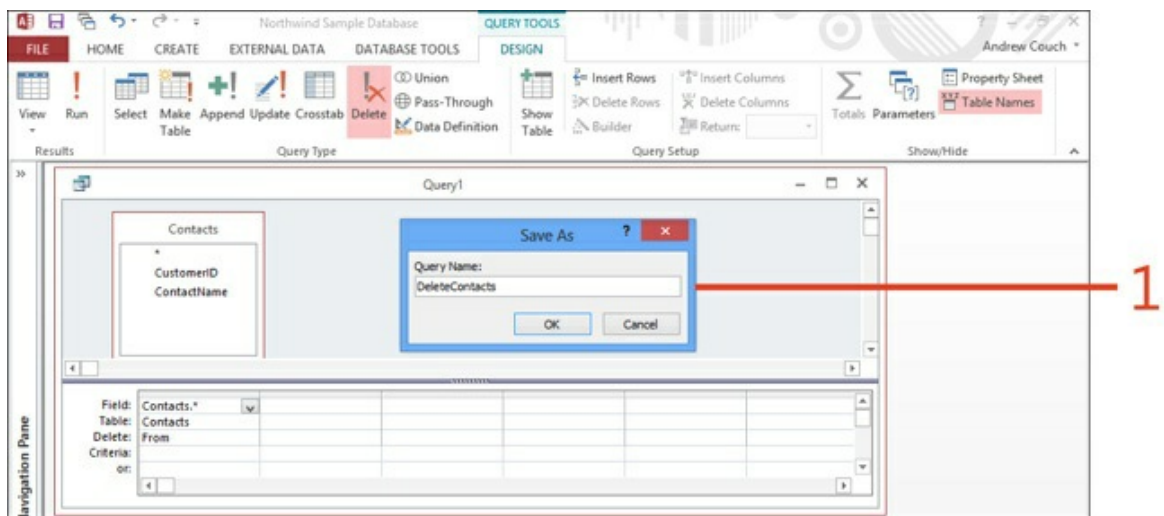 Northwind Sample Database QUERY TOOLS ?
FILE HOME CREATE EXTERNAL DATA DATABASE TOOLS DESIGN Andrew Couch
View Run Select Make Table Append Update Crosstab Delete
Union
Pass-Through
Data Definition
Show Table
Insert Rows Insert Columns
Delete Rows Delete Columns
Builder Return:
Totals Parameters
Property Sheet
XYZ Table Names
Results Query Type Query Setup Show/Hide
Query1
Contacts
*
CustomerID
ContactName
Save As ?
Query Name:
DeleteContacts
OK Cancel
1
Field: Contacts.*
Table: Contacts
Delete: From
Criteria:
or:
Navigation Pane